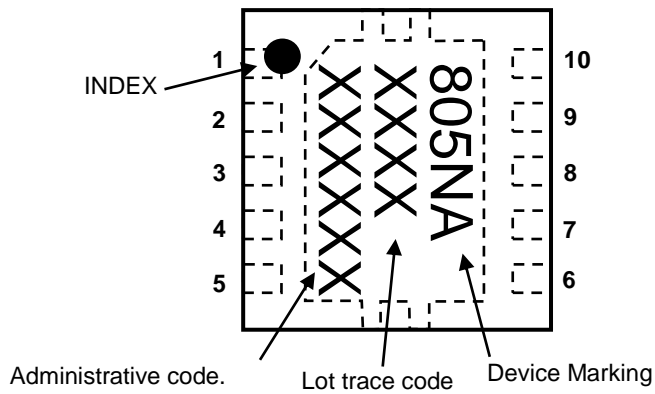 1
INDEX
2
3
4
5
10
9
8
7
6
805NA
XXXX
XXXXXX
Administrative code.
Lot trace code
Device Marking